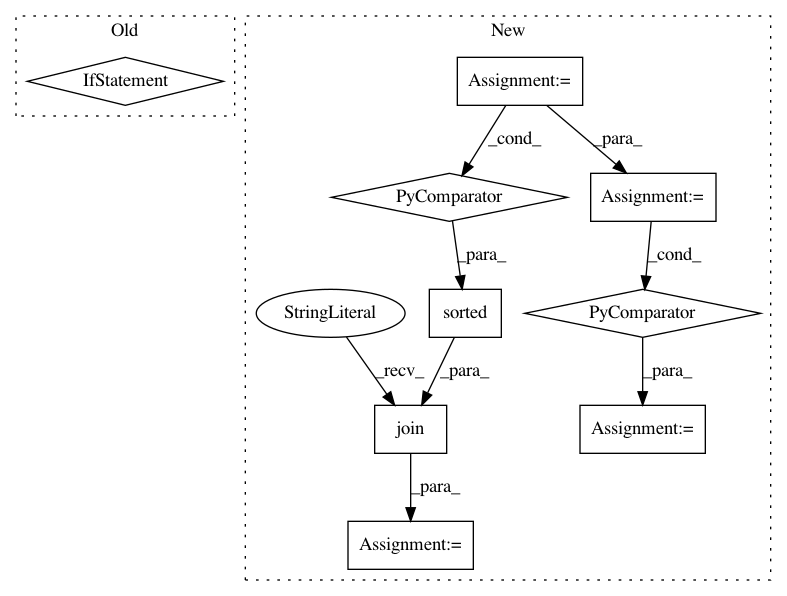 Old
New
IfStatement
Assignment:=
_cond_
_para_
PyComparator
Assignment:=
_para_
_cond_
StringLiteral
sorted
PyComparator
_recv_
_para_
_para_
join
Assignment:=
_para_
Assignment:=